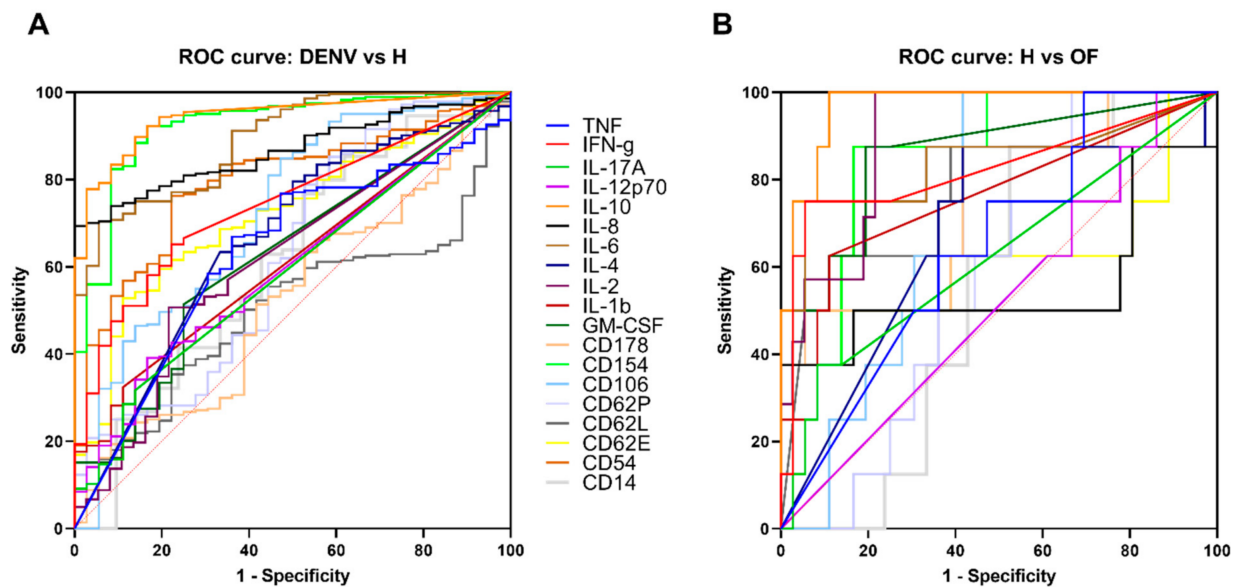 A
B
ROC curve: DENV vs H
ROC curve: H vs OF
Sensitivity
100
80
60
40
20
0
0 20 40 60 80 100
1 - Specificity
TNF
IFN-g
IL-17A
IL-12p70
IL-10
IL-8
IL-6
IL-4
IL-2
IL-1b
GM-CSF
CD178
CD154
CD106
CD62P
CD62L
CD62E
CD54
CD14
Sensitivity
100
80
60
40
20
0
0 20 40 60 80 100
1 - Specificity